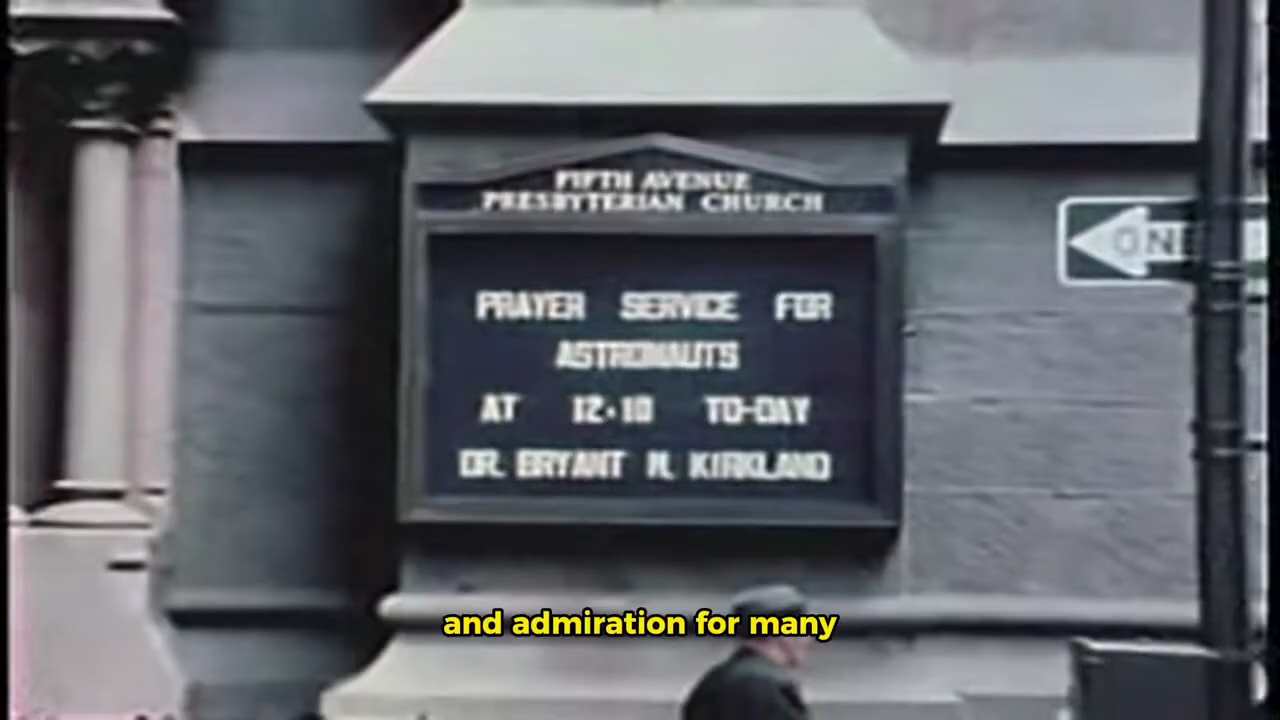 FIFTH AVENUE
PRESBYTERIAN CHURCH
PRAYER SERVICE FOR
ASTRONAUTS
AT 12·10 TO-DAY
DR. BRYANT M. KIRKLAND
ONE
and admiration for many